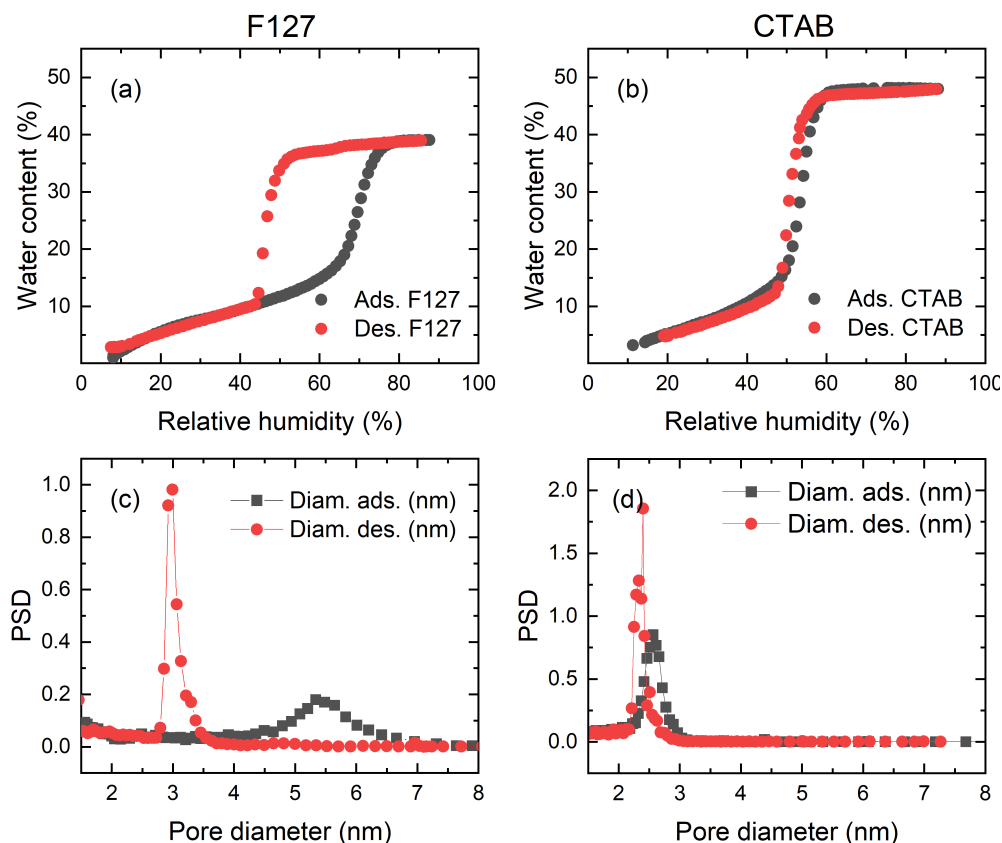 F127
CTAB
(a)
50
40
30
20
10
Water content (%)
Ads. F127
Des. F127
0 20 40 60 80 100
Relative humidity (%)
(b)
50
40
30
20
10
Water content (%)
Ads. CTAB
Des. CTAB
0 20 40 60 80 100
Relative humidity (%)
(c)
Diam. ads. (nm)
Diam. des. (nm)
1.0
0.8
0.6
0.4
0.2
0.0
PSD
2 3 4 5 6 7 8
Pore diameter (nm)
(d)
Diam. ads. (nm)
Diam. des. (nm)
2.0
1.5
1.0
0.5
0.0
PSD
2 3 4 5 6 7 8
Pore diameter (nm)